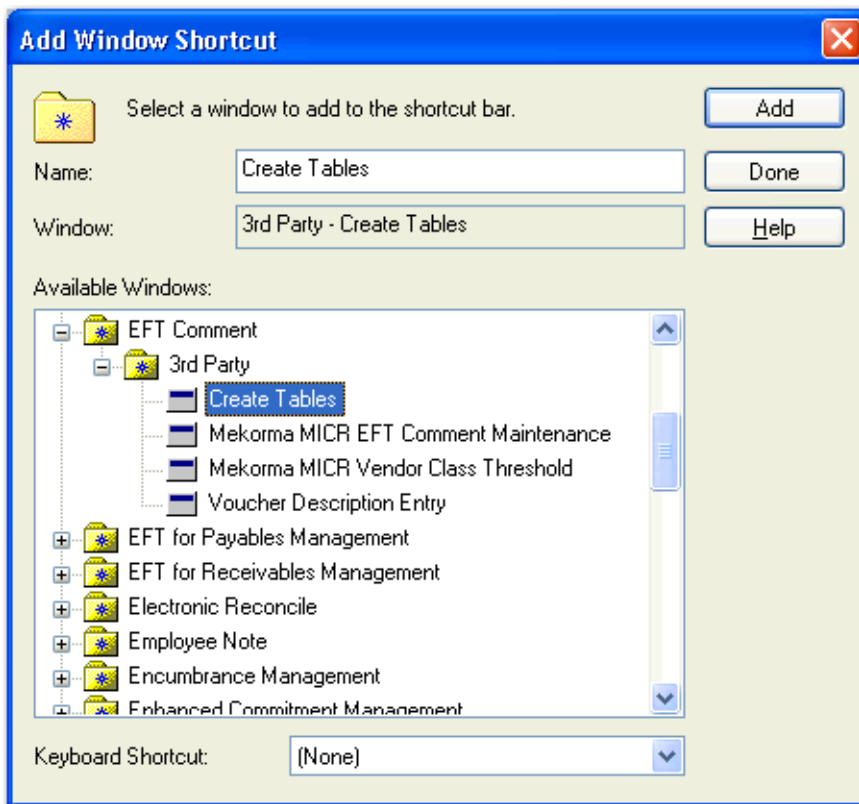 Add Window Shortcut
Select a window to add to the shortcut bar.
Add
Name:
Create Tables
Done
Window:
3rd Party - Create Tables
Help
Available Windows:
EFT Comment
3rd Party
Create Tables
Mekorma MICR EFT Comment Maintenance
Mekorma MICR Vendor Class Threshold
Voucher Description Entry
EFT for Payables Management
EFT for Receivables Management
Electronic Reconcile
Employee Note
Encumbrance Management
Enhanced Commitment Management
Keyboard Shortcut:
(None)